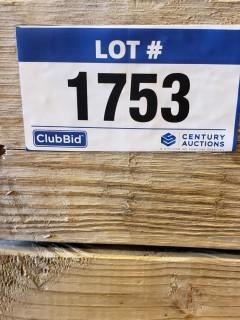 LOT #
1753
ClubBid
CENTURY
AUCTIONS